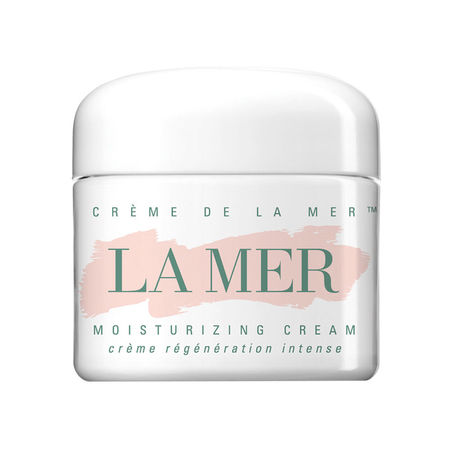 CRÈME DE LA MER™
LA MER
MOISTURIZING CREAM
crème régénération intense